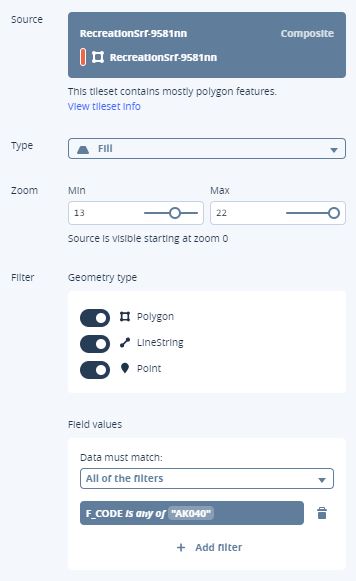 Source
RecreationSrf-9581nn Composite
RecreationSrf-9581nn
This tileset contains mostly polygon features.
View tileset info
Type
Fill
Zoom
Min Max
13 22
Source is visible starting at zoom 0
Filter
Geometry type
Polygon
LineString
Point
Field values
Data must match:
All of the filters
F_CODE is any of "AK040"
+ Add filter